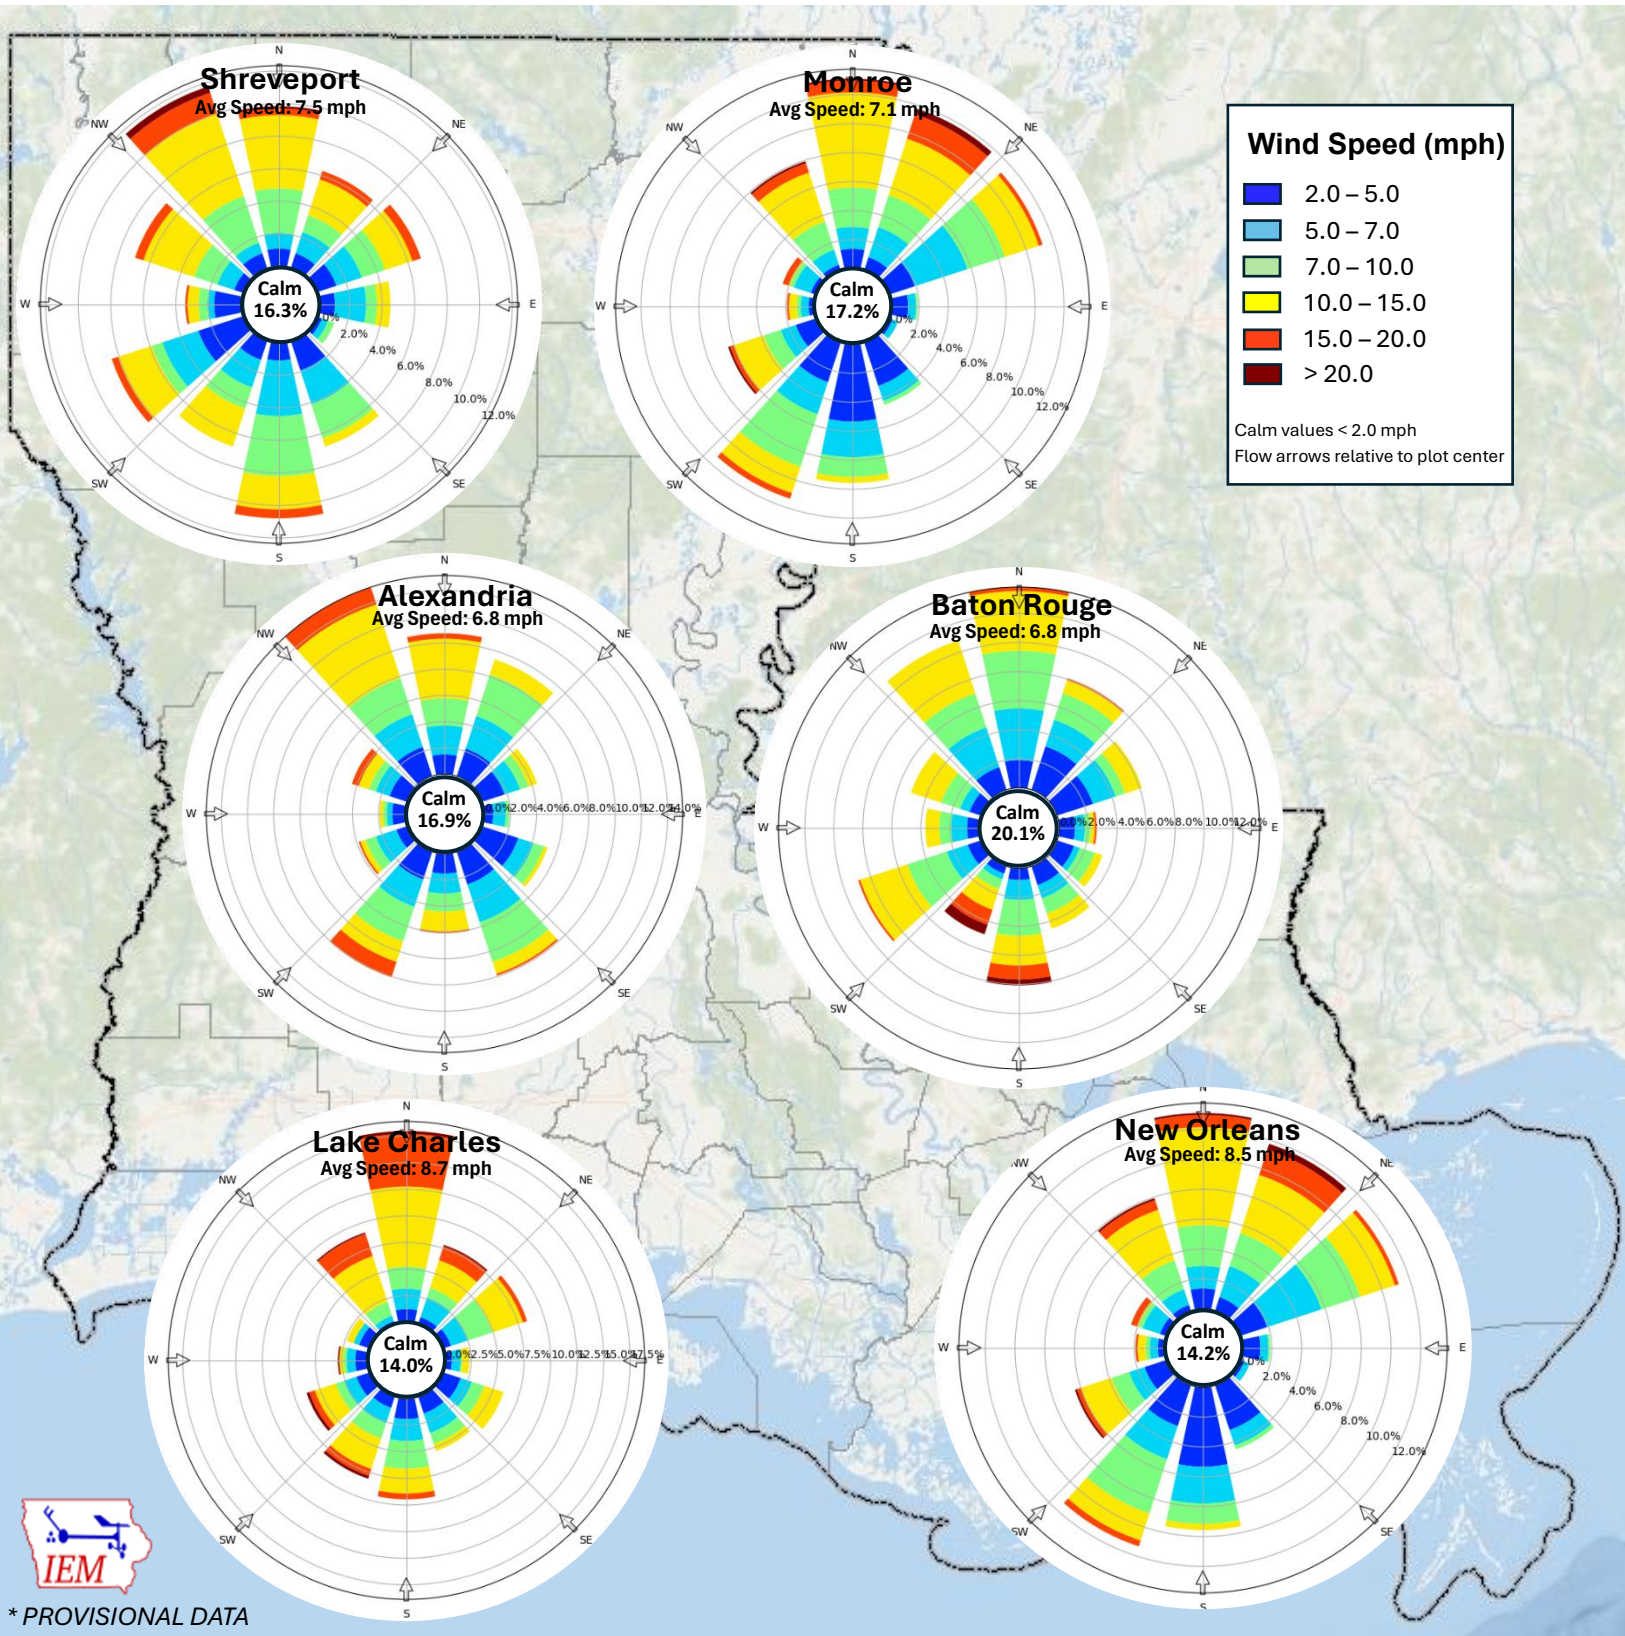 Shreveport
Avg Speed: 7.5 mph
N
NE
E
SE
S
SW
W
NW
Calm
16.3%
0%
2.0%
4.0%
6.0%
8.0%
10.0%
12.0%
Monroe
Avg Speed: 7.1 mph
N
NE
E
SE
S
SW
W
NW
Calm
17.2%
0%
2.0%
4.0%
6.0%
8.0%
10.0%
12.0%
Wind Speed (mph)
2.0 – 5.0
5.0 – 7.0
7.0 – 10.0
10.0 – 15.0
15.0 – 20.0
> 20.0
Calm values < 2.0 mph
Flow arrows relative to plot center
Alexandria
Avg Speed: 6.8 mph
N
NE
E
SE
S
SW
W
NW
Calm
16.9%
0.0% 2.0% 4.0% 6.0% 8.0% 10.0% 12.0% 14.0%
Baton Rouge
Avg Speed: 6.8 mph
N
NE
E
SE
S
SW
W
NW
Calm
20.1%
0.0% 2.0% 4.0% 6.0% 8.0% 10.0% 12.0%
Lake Charles
Avg Speed: 8.7 mph
N
NE
E
SE
S
SW
W
NW
Calm
14.0%
0.0% 2.5% 5.0% 7.5% 10.0% 12.5% 15.0% 17.5%
New Orleans
Avg Speed: 8.5 mph
N
NE
E
SE
S
SW
W
NW
Calm
14.2%
0%
2.0%
4.0%
6.0%
8.0%
10.0%
12.0%
IEM
* PROVISIONAL DATA